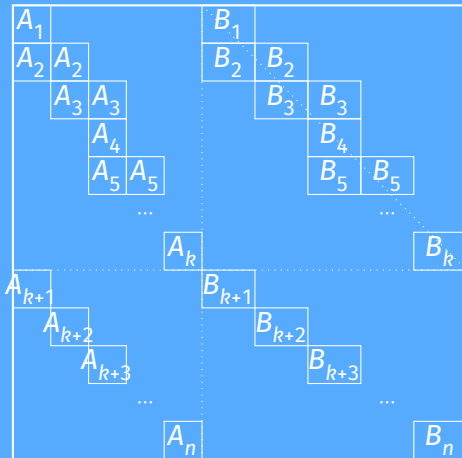 A₁ B₁
A₂ A₂ B₂ B₂
A₃ A₃ B₃ B₃
A₄ B₄
A₅ A₅ B₅ B₅
... ...
Aₖ Bₖ
Aₖ₊₁ Bₖ₊₁
Aₖ₊₂ Bₖ₊₂
Aₖ₊₃ Bₖ₊₃
... ...
Aₙ Bₙ